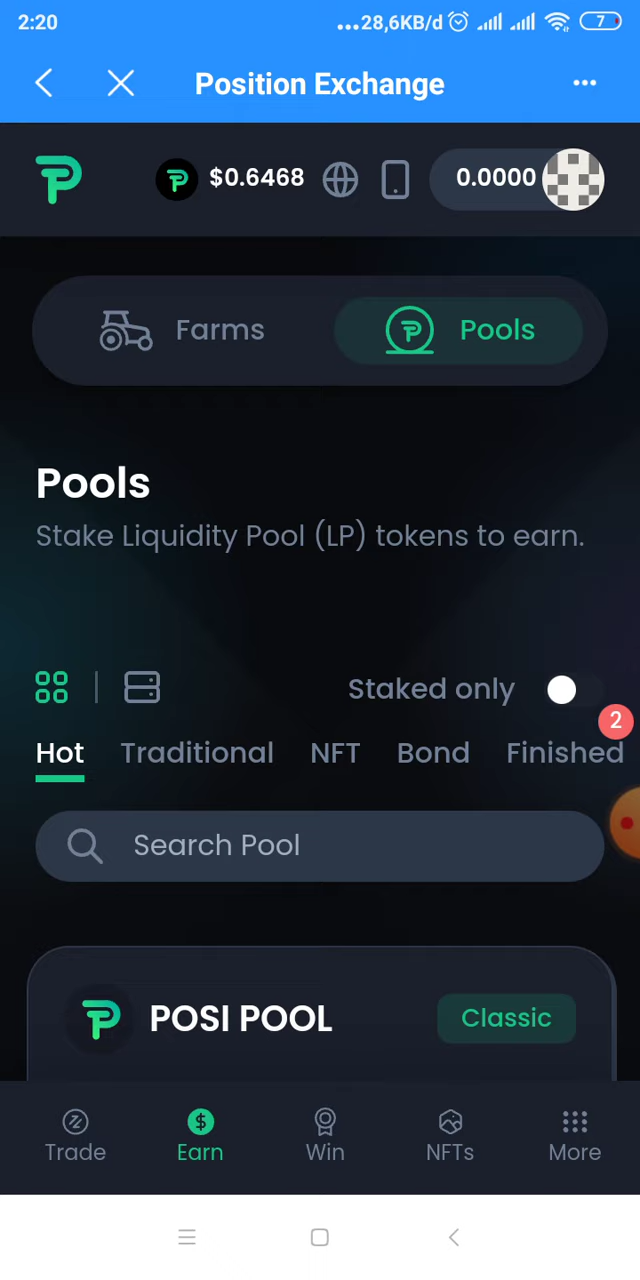 2:20 ...28,6KB/d 7
Position Exchange
$0.6468 0.0000
Farms Pools
Pools
Stake Liquidity Pool (LP) tokens to earn.
Staked only
2
Hot Traditional NFT Bond Finished
Search Pool
POSI POOL Classic
Trade Earn Win NFTs More